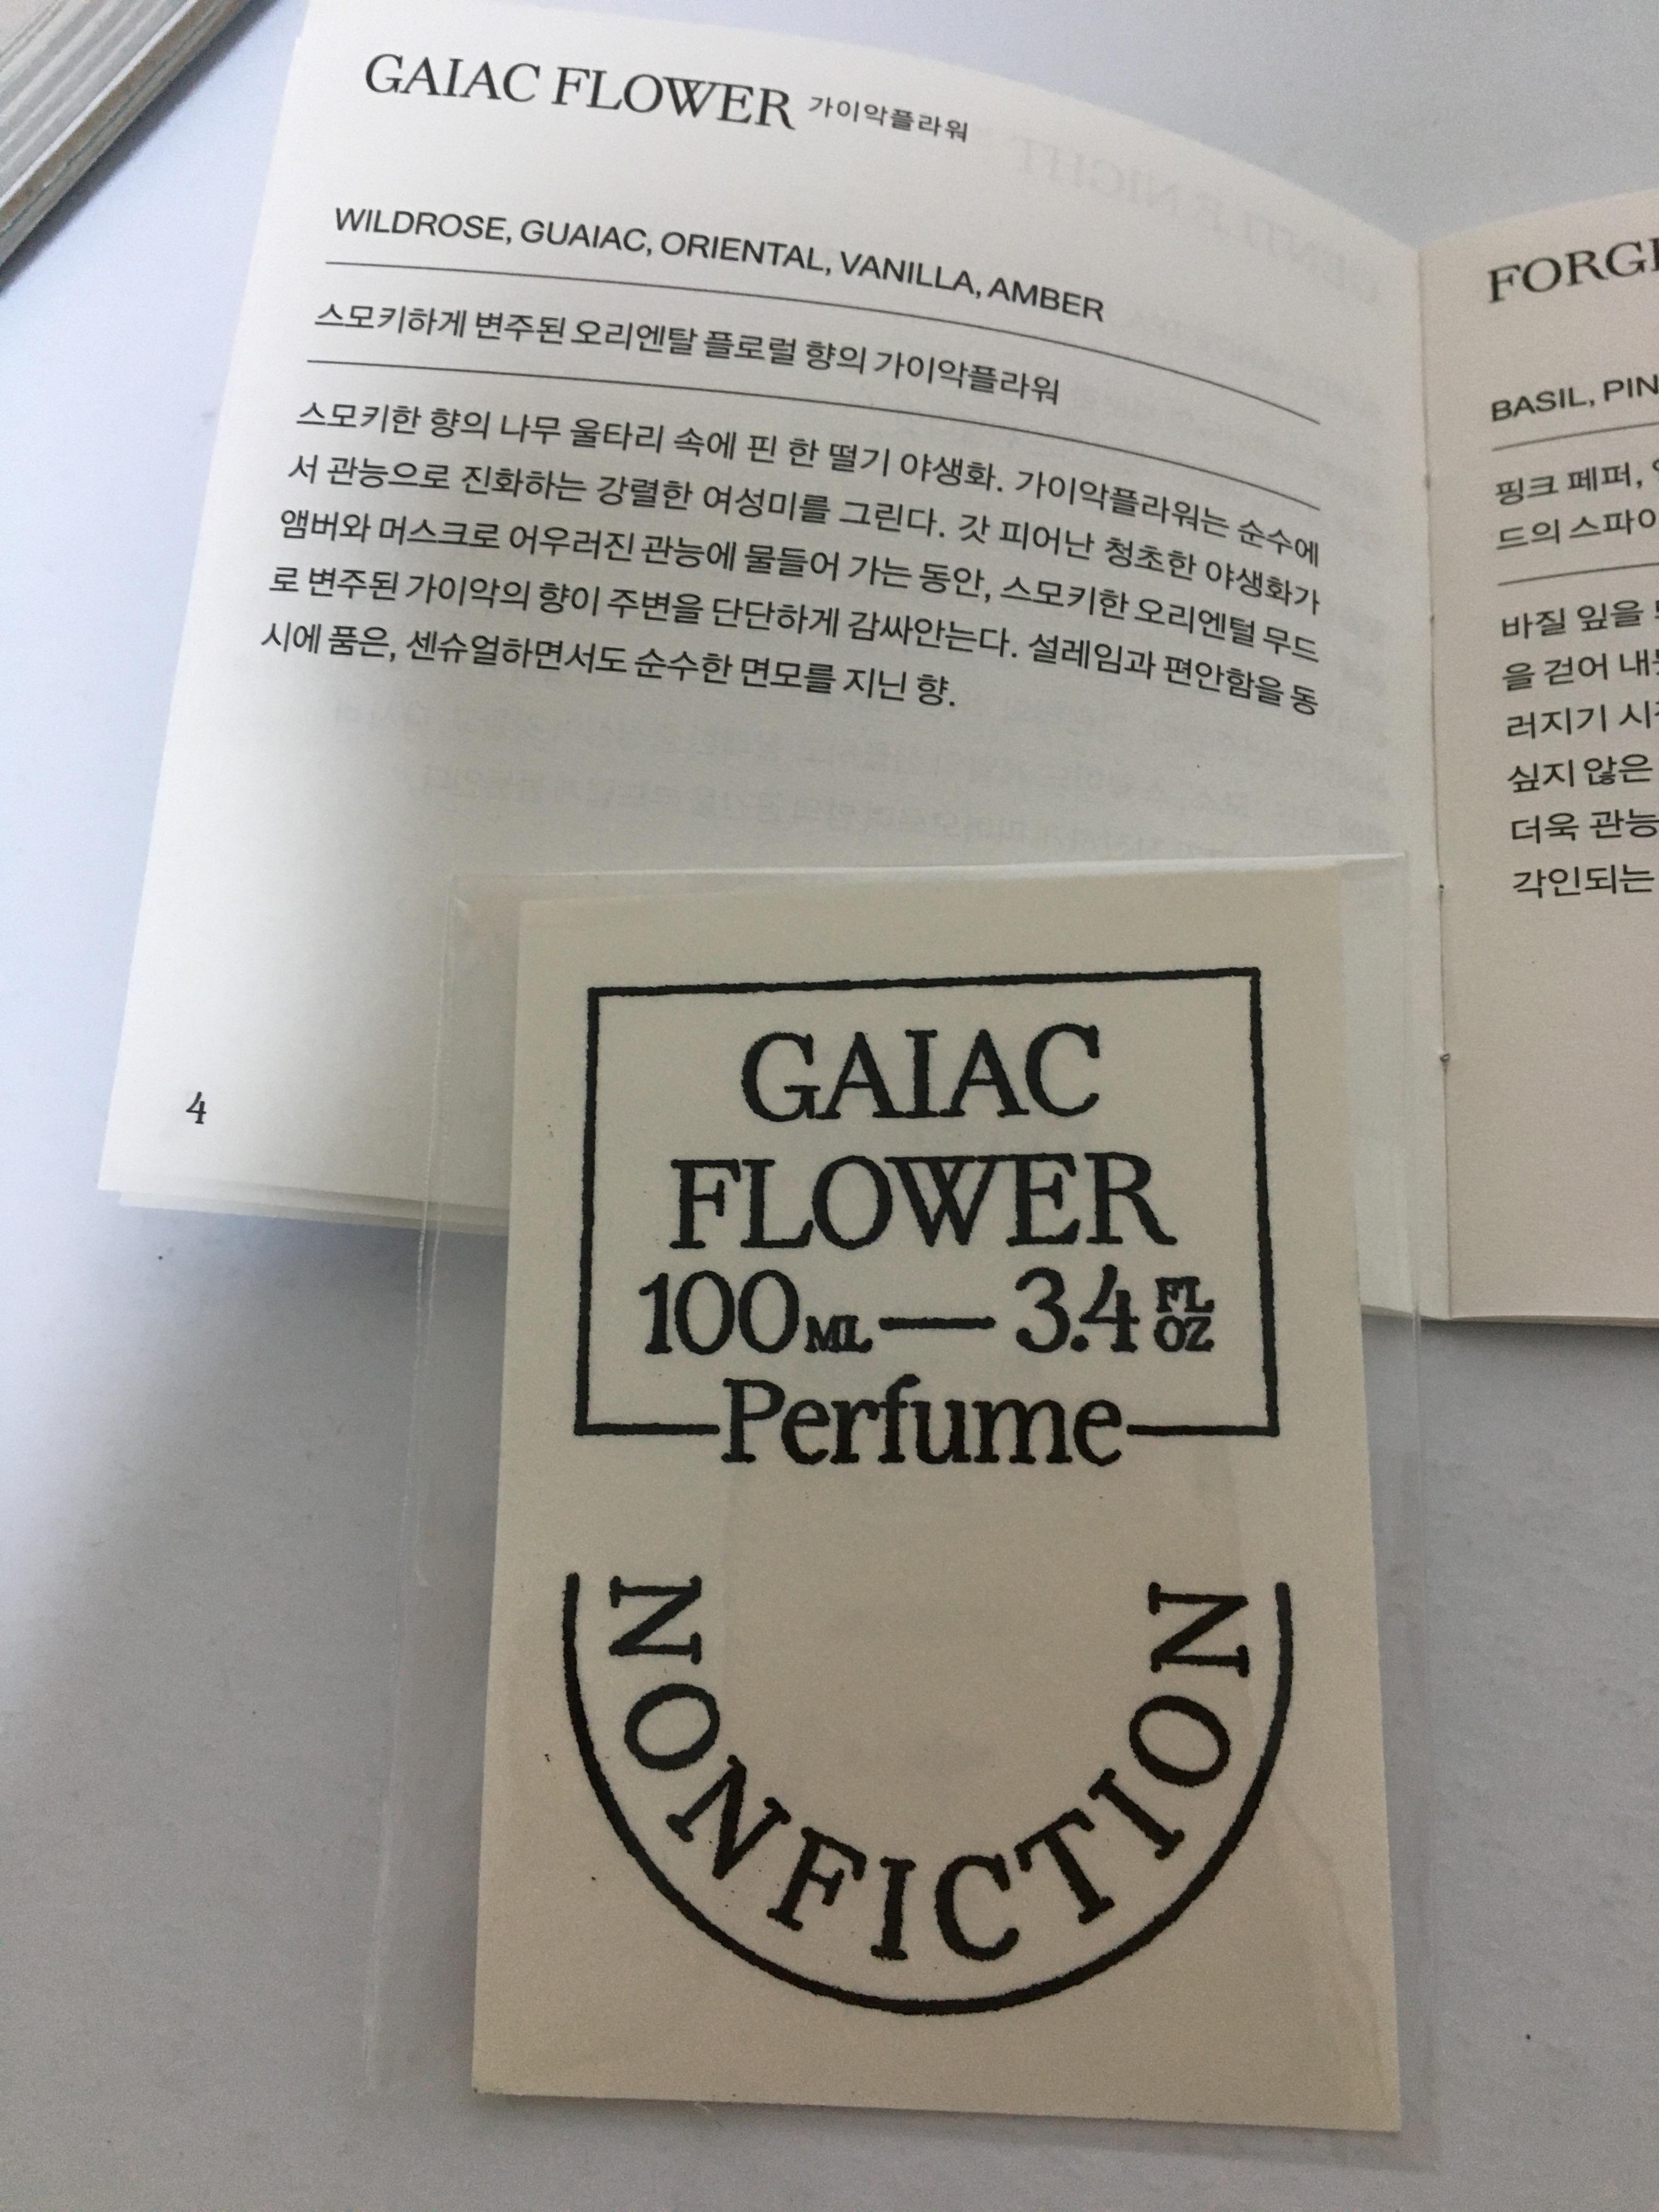 GAIAC FLOWER 가이악플라워
WILDROSE, GUAIAC, ORIENTAL, VANILLA, AMBER
스모키하게 변주된 오리엔탈 플로럴 향의 가이악플라워
스모키한 향의 나무 울타리 속에 핀 한 떨기 야생화. 가이악플라워는 순수에
서 관능으로 진화하는 강렬한 여성미를 그린다. 갓 피어난 청초한 야생화가
앰버와 머스크로 어우러진 관능에 물들어 가는 동안, 스모키한 오리엔털 무드
로 변주된 가이악의 향이 주변을 단단하게 감싸안는다. 설레임과 편안함을 동
시에 품은, 센슈얼하면서도 순수한 면모를 지닌 향.
4
BASIL,
핑크 페퍼,
드의
바질 잎을
을 걷어
러지기
싶지 않은
더욱
각인되는
GAIAC
FLOWER
100ML — 3.4 FL OZ
Perfume
NONFICTION